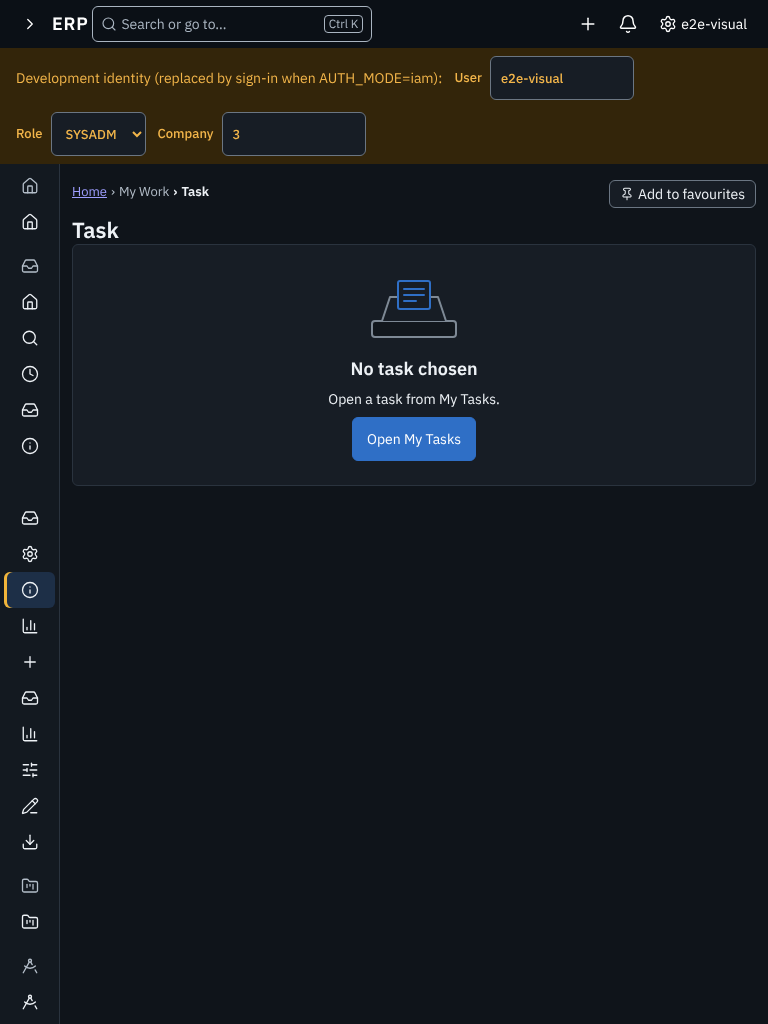 ERP Search or go to... Ctrl K e2e-visual
Development identity (replaced by sign-in when AUTH_MODE=iam): User e2e-visual
Role SYSADM Company 3
Home › My Work › Task Add to favourites
Task
No task chosen
Open a task from My Tasks.
Open My Tasks